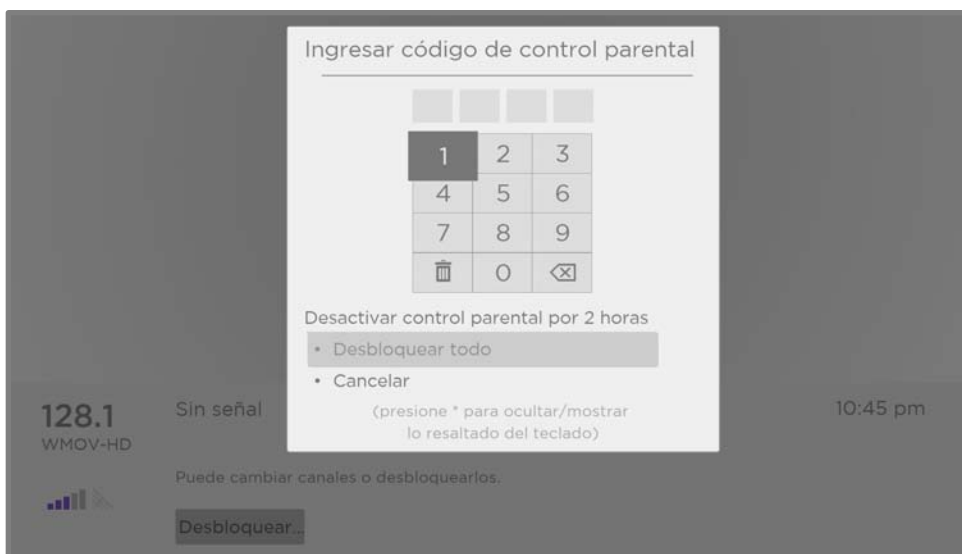 Ingresar código de control parental
1 2 3
4 5 6
7 8 9
0
Desactivar control parental por 2 horas
• Desbloquear todo
• Cancelar
(presione * para ocultar/mostrar
lo resaltado del teclado)
128.1
WMOV-HD
Sin señal
10:45 pm
Puede cambiar canales o desbloquearlos.
Desbloquear...